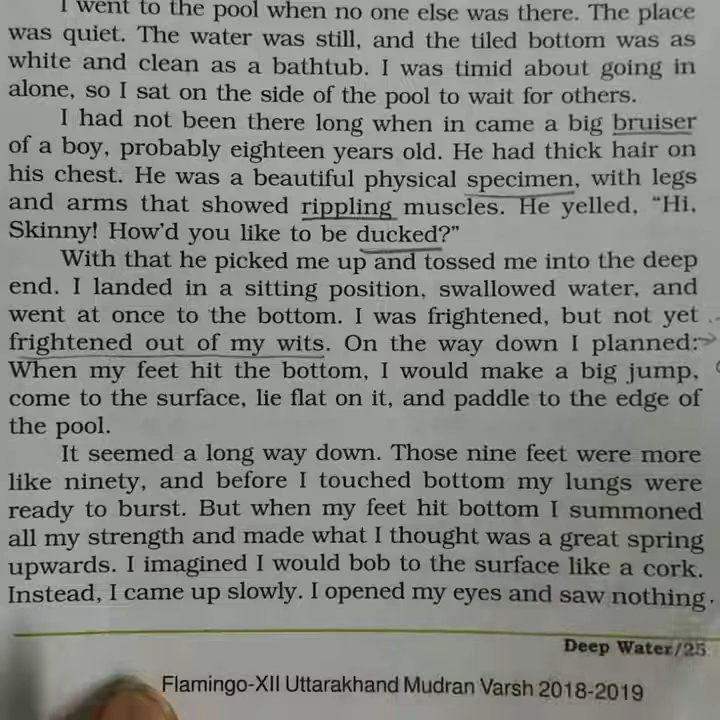 I went to the pool when no one else was there. The place
was quiet. The water was still, and the tiled bottom was as
white and clean as a bathtub. I was timid about going in
alone, so I sat on the side of the pool to wait for others.
I had not been there long when in came a big bruiser
of a boy, probably eighteen years old. He had thick hair on
his chest. He was a beautiful physical specimen, with legs
and arms that showed rippling muscles. He yelled, “Hi,
Skinny! How’d you like to be ducked?”
With that he picked me up and tossed me into the deep
end. I landed in a sitting position, swallowed water, and
went at once to the bottom. I was frightened, but not yet
frightened out of my wits. On the way down I planned:
When my feet hit the bottom, I would make a big jump,
come to the surface, lie flat on it, and paddle to the edge of
the pool.
It seemed a long way down. Those nine feet were more
like ninety, and before I touched bottom my lungs were
ready to burst. But when my feet hit bottom I summoned
all my strength and made what I thought was a great spring
upwards. I imagined I would bob to the surface like a cork.
Instead, I came up slowly. I opened my eyes and saw nothing
Deep Water/25
Flamingo-XII Uttarakhand Mudran Varsh 2018-2019